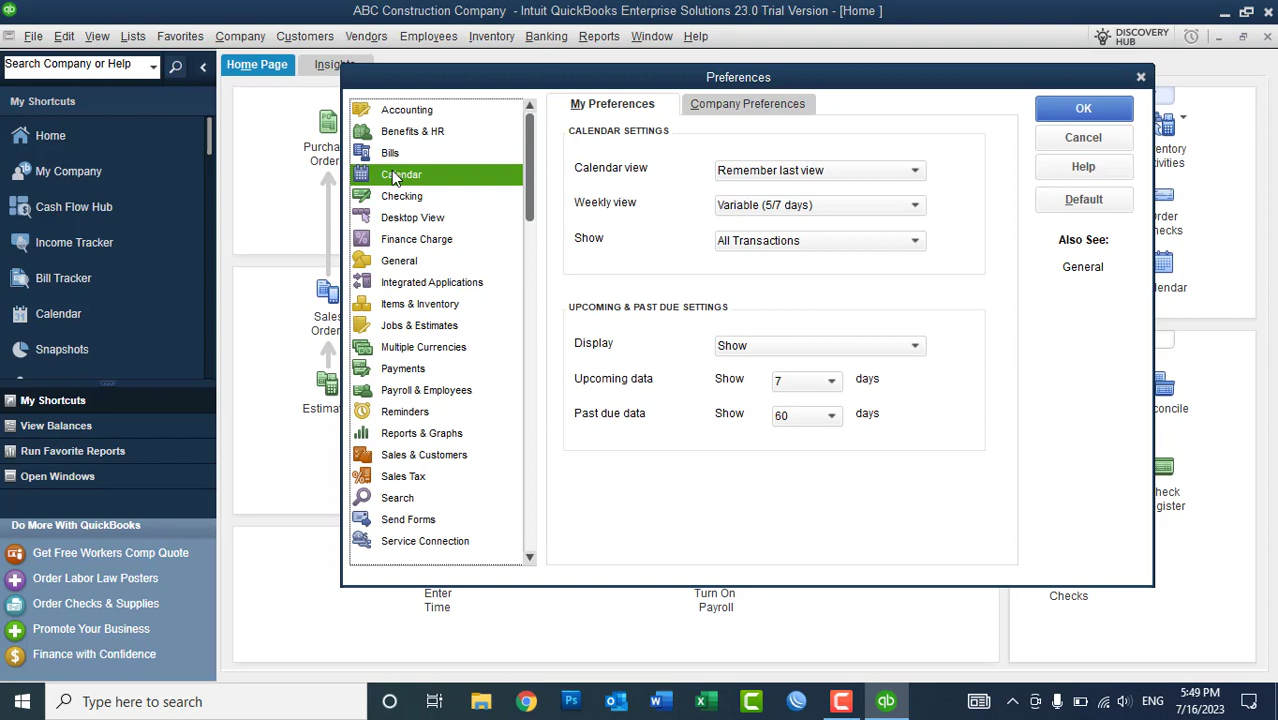 ABC Construction Company - Intuit QuickBooks Enterprise Solutions 23.0 Trial Version - [Home ]
File Edit View Lists Favorites Company Customers Vendors Employees Inventory Banking Reports Window Help
DISCOVERY HUB
Search Company or Help
Home Page
My Shortcuts
Home
My Company
Cash Flow Hub
Income Tracker
Bill Tracker
Calendar
Snapshots
My Shortcuts
View Balances
Run Favorite Reports
Open Windows
Do More With QuickBooks
Get Free Workers Comp Quote
Order Labor Law Posters
Order Checks & Supplies
Promote Your Business
Finance with Confidence
Order
Sales
Order
Preferences
Accounting
Benefits & HR
Bills
Calendar
Checking
Desktop View
Finance Charge
General
Integrated Applications
Items & Inventory
Jobs & Estimates
Multiple Currencies
Payments
Payroll & Employees
Reminders
Reports & Graphs
Sales & Customers
Sales Tax
Search
Send Forms
Service Connection
My Preferences
Company Preferences
CALENDAR SETTINGS
Calendar view Remember last view
Weekly view Variable (5/7 days)
Show All Transactions
UPCOMING & PAST DUE SETTINGS
Display Show
Upcoming data Show 7 days
Past due data Show 60 days
OK
Cancel
Help
Default
Also See:
General
Enter
Time
Turn On
Payroll
Checks
Type here to search
ENG
5:49 PM
7/16/2023